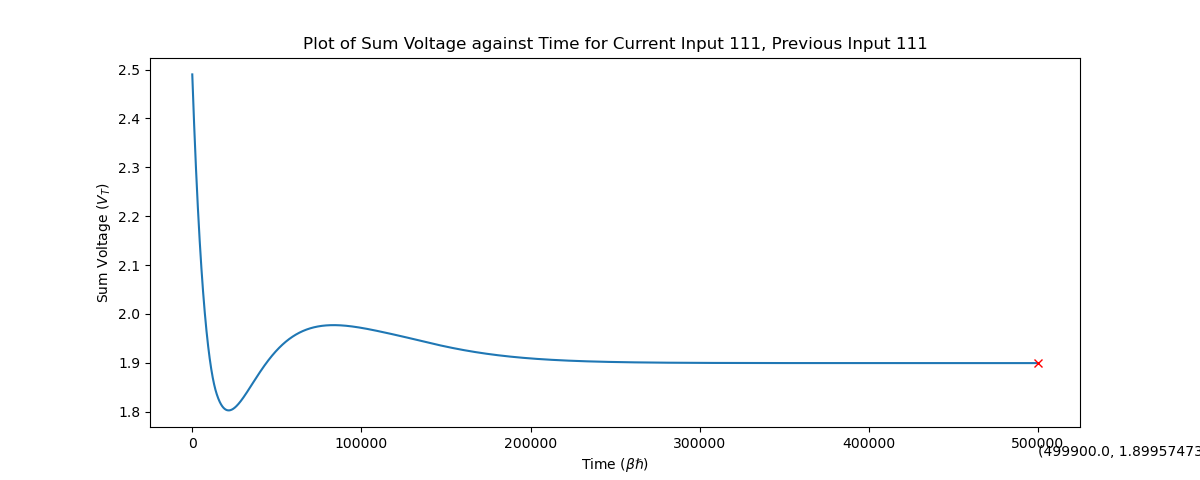 Plot of Sum Voltage against Time for Current Input 111, Previous Input 111
2.5
2.4
2.3
2.2
2.1
2.0
1.9
1.8
Sum Voltage (V_T)
0 100000 200000 300000 400000 500000
(499900.0, 1.89957473
Time (βℏ)